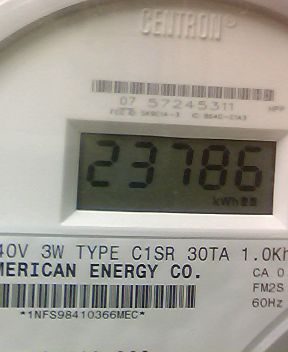 CENTRON®
07 57245311
23786
kWh
40V 3W TYPE C1SR 30TA 1.0Kh
MERICAN ENERGY CO.
CA 0
FM2S
60Hz
*1NFS98410366MEC*